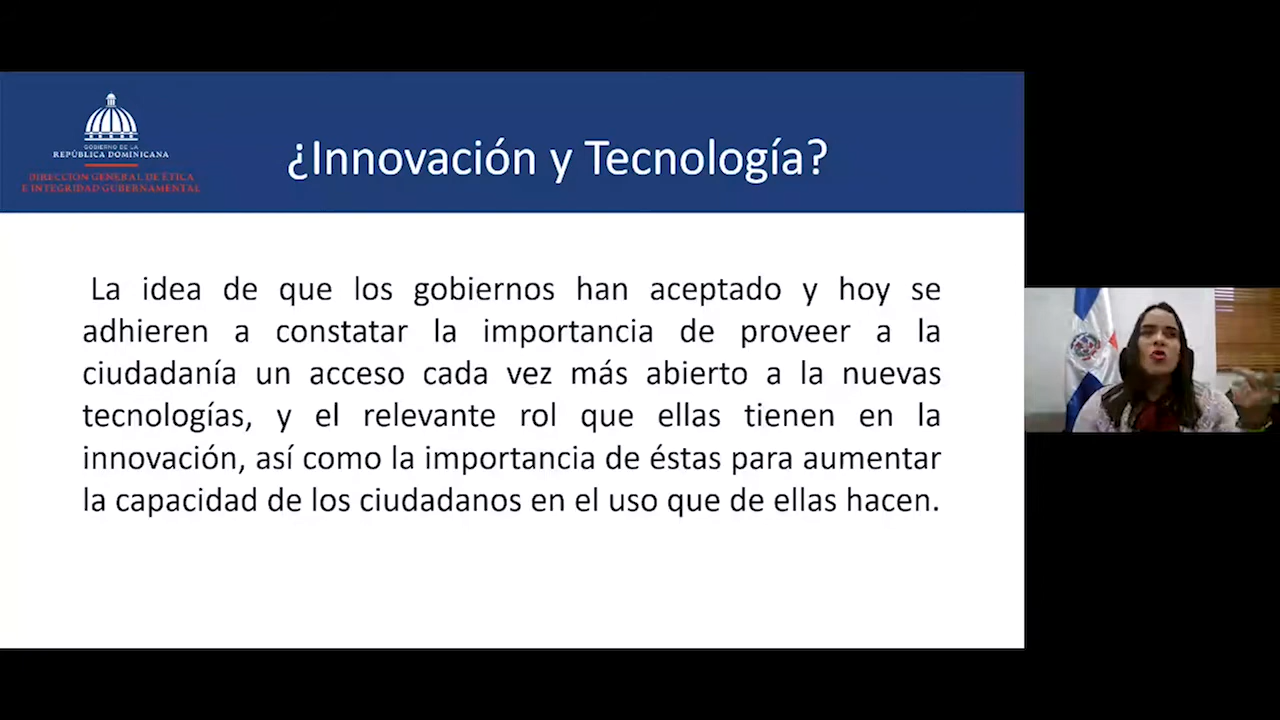 GOBIERNO DE LA
REPÚBLICA DOMINICANA
DIRECCIÓN GENERAL DE ÉTICA
E INTEGRIDAD GUBERNAMENTAL
¿Innovación y Tecnología?
La idea de que los gobiernos han aceptado y hoy se
adhieren a constatar la importancia de proveer a la
ciudadanía un acceso cada vez más abierto a la nuevas
tecnologías, y el relevante rol que ellas tienen en la
innovación, así como la importancia de éstas para aumentar
la capacidad de los ciudadanos en el uso que de ellas hacen.